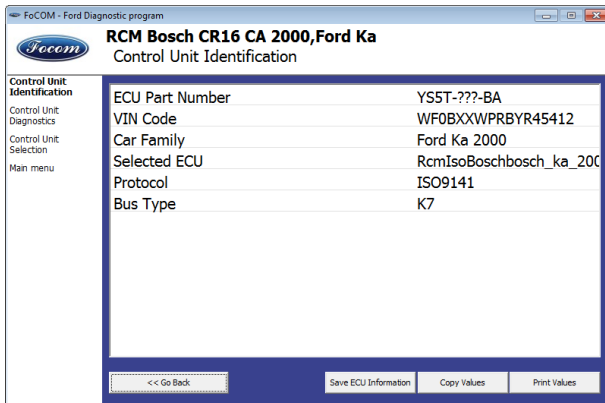 FoCOM - Ford Diagnostic program
Focom
RCM Bosch CR16 CA 2000,Ford Ka
Control Unit Identification
Control Unit
Identification
Control Unit
Diagnostics
Control Unit
Selection
Main menu
ECU Part Number YS5T-???-BA
VIN Code WF0BXXWPRBYR45412
Car Family Ford Ka 2000
Selected ECU RcmIsoBoschbosch_ka_200
Protocol ISO9141
Bus Type K7
<< Go Back Save ECU Information Copy Values Print Values